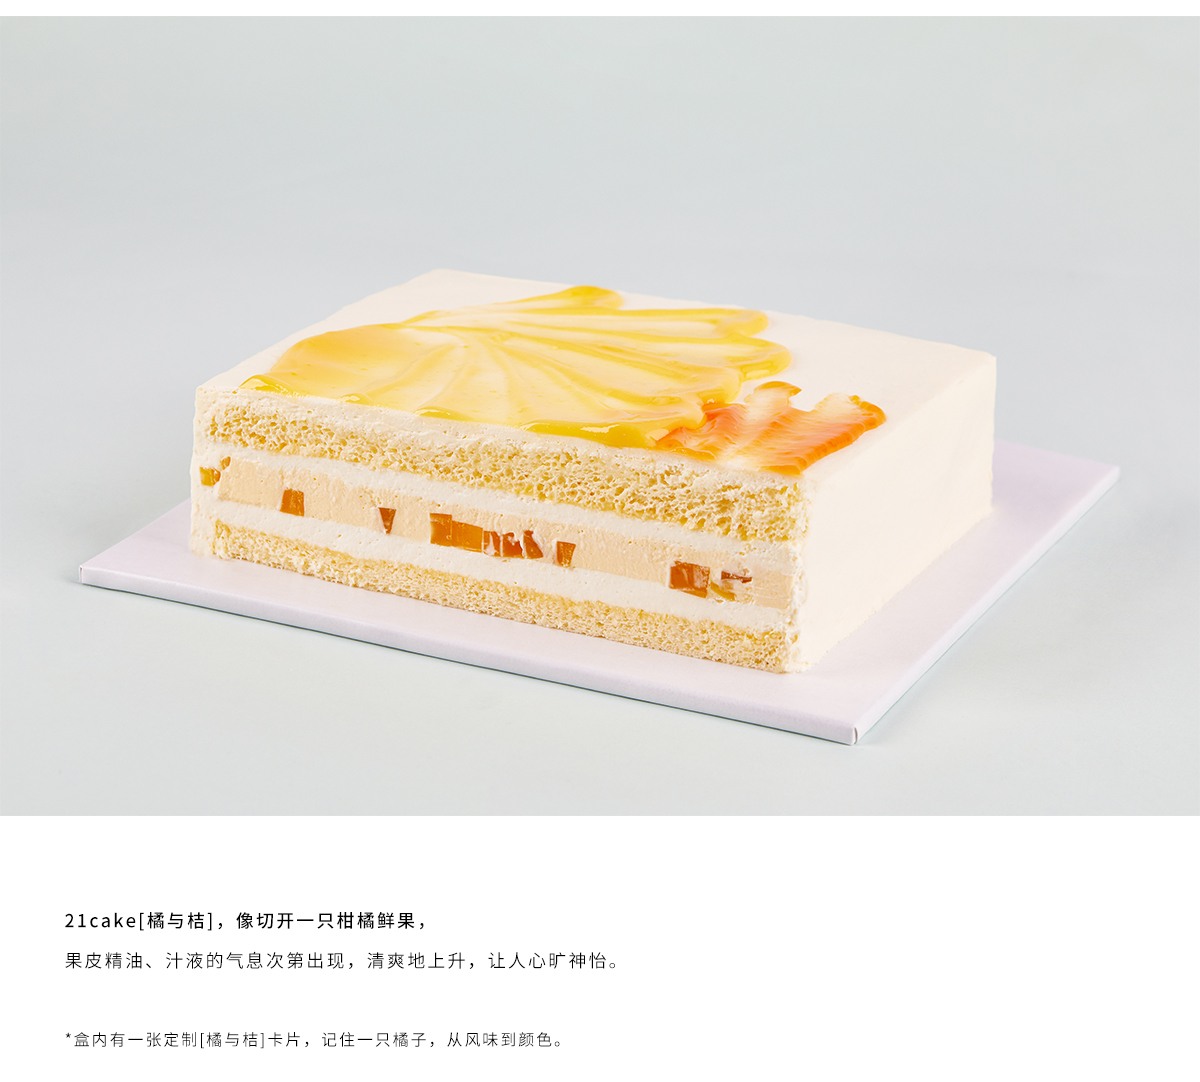 21cake[橘与桔]，像切开一只柑橘鲜果，
果皮精油、汁液的气息次第出现，清爽地上升，让人心旷神怡。
*盒内有一张定制[橘与桔]卡片，记住一只橘子，从风味到颜色。